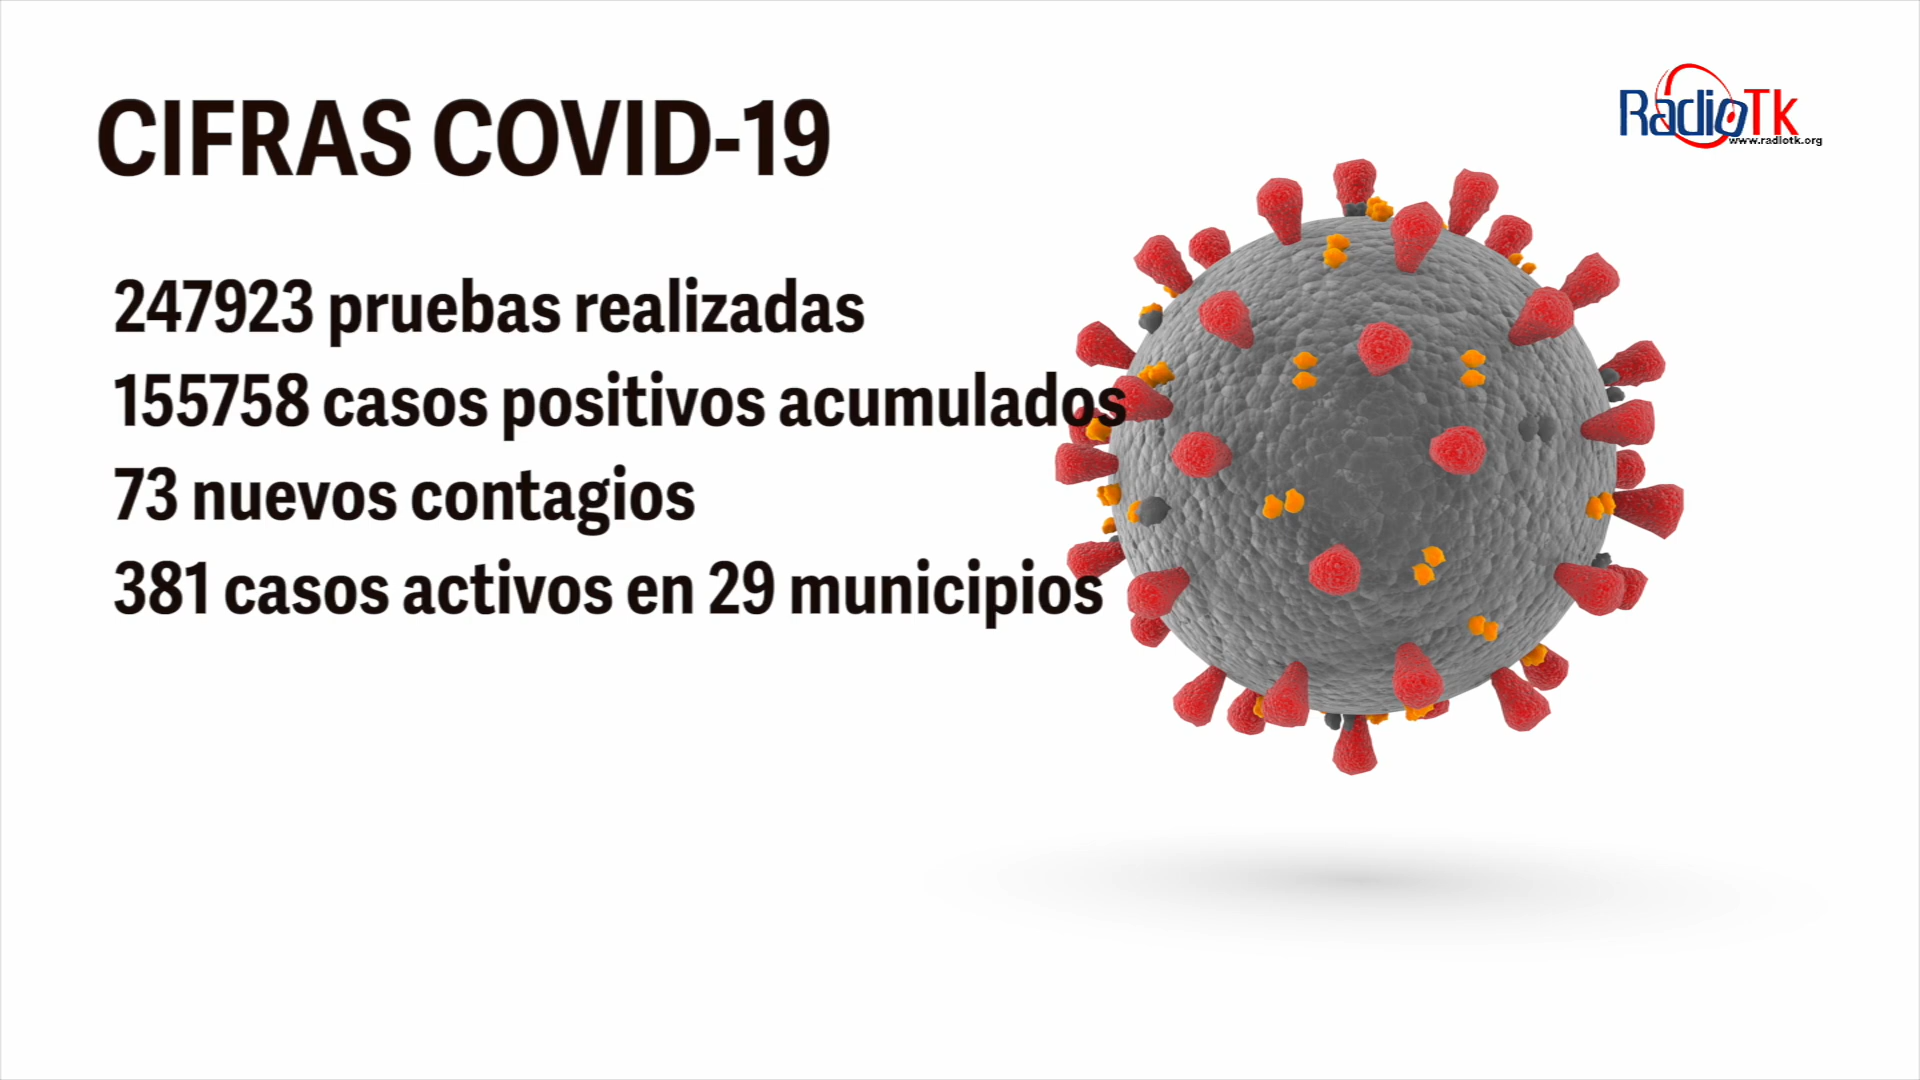 CIFRAS COVID-19
RadioTk
www.radiotk.org
247923 pruebas realizadas
155758 casos positivos acumulados
73 nuevos contagios
381 casos activos en 29 municipios